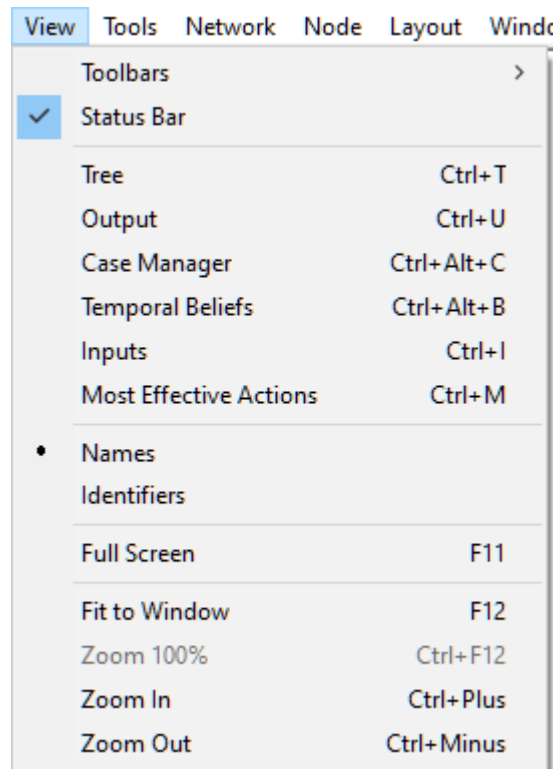 View Tools Network Node Layout Windo
Toolbars >
Status Bar
Tree Ctrl+T
Output Ctrl+U
Case Manager Ctrl+Alt+C
Temporal Beliefs Ctrl+Alt+B
Inputs Ctrl+I
Most Effective Actions Ctrl+M
Names
Identifiers
Full Screen F11
Fit to Window F12
Zoom 100% Ctrl+F12
Zoom In Ctrl+Plus
Zoom Out Ctrl+Minus